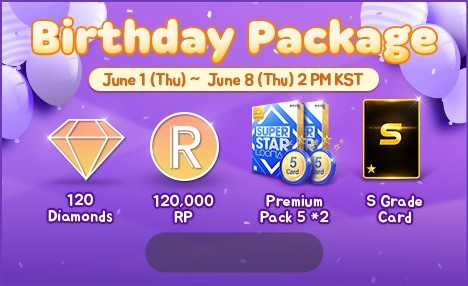 Birthday Package
June 1 (Thu) ~ June 8 (Thu) 2 PM KST
R
SUPER
STAR
LOONA
5
Card
5
Card
S
120
Diamonds
120,000
RP
Premium
Pack 5 *2
S Grade
Card